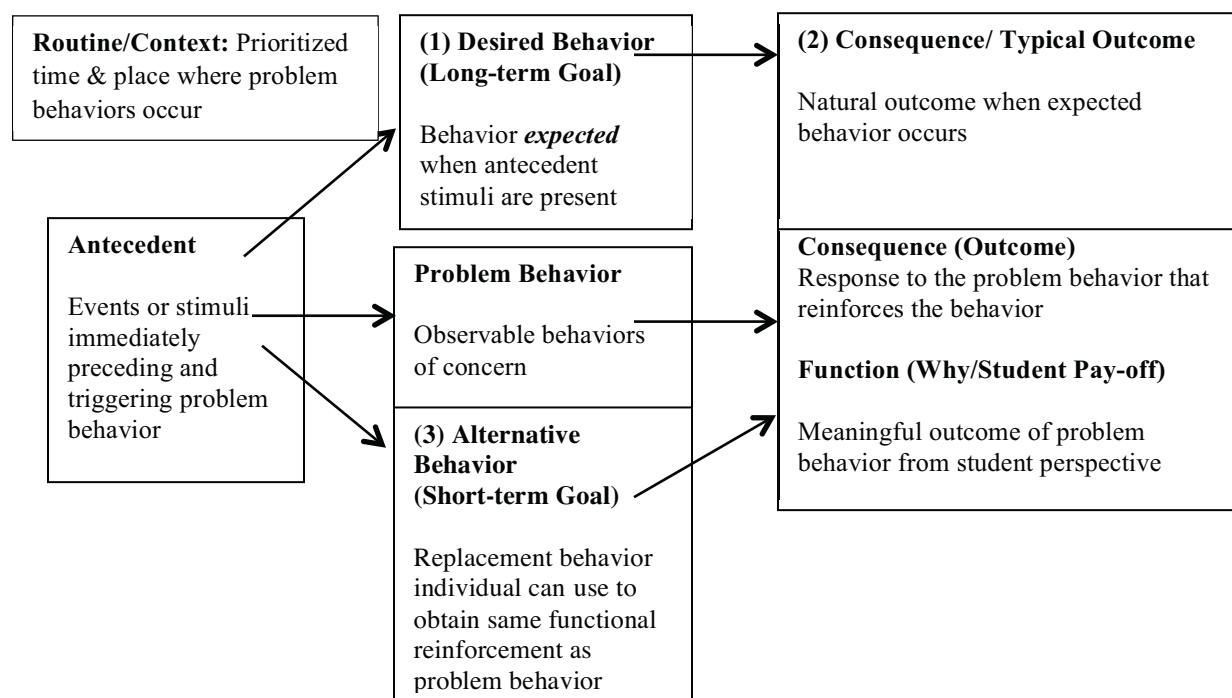 Routine/Context: Prioritized
time & place where problem
behaviors occur
(1) Desired Behavior
(Long-term Goal)
Behavior expected
when antecedent
stimuli are present
(2) Consequence/ Typical Outcome
Natural outcome when expected
behavior occurs
Antecedent
Events or stimuli
immediately
preceding and
triggering problem
behavior
Problem Behavior
Observable behaviors
of concern
Consequence (Outcome)
Response to the problem behavior that
reinforces the behavior
Function (Why/Student Pay-off)
Meaningful outcome of problem
behavior from student perspective
(3) Alternative
Behavior
(Short-term Goal)
Replacement behavior
individual can use to
obtain same functional
reinforcement as
problem behavior